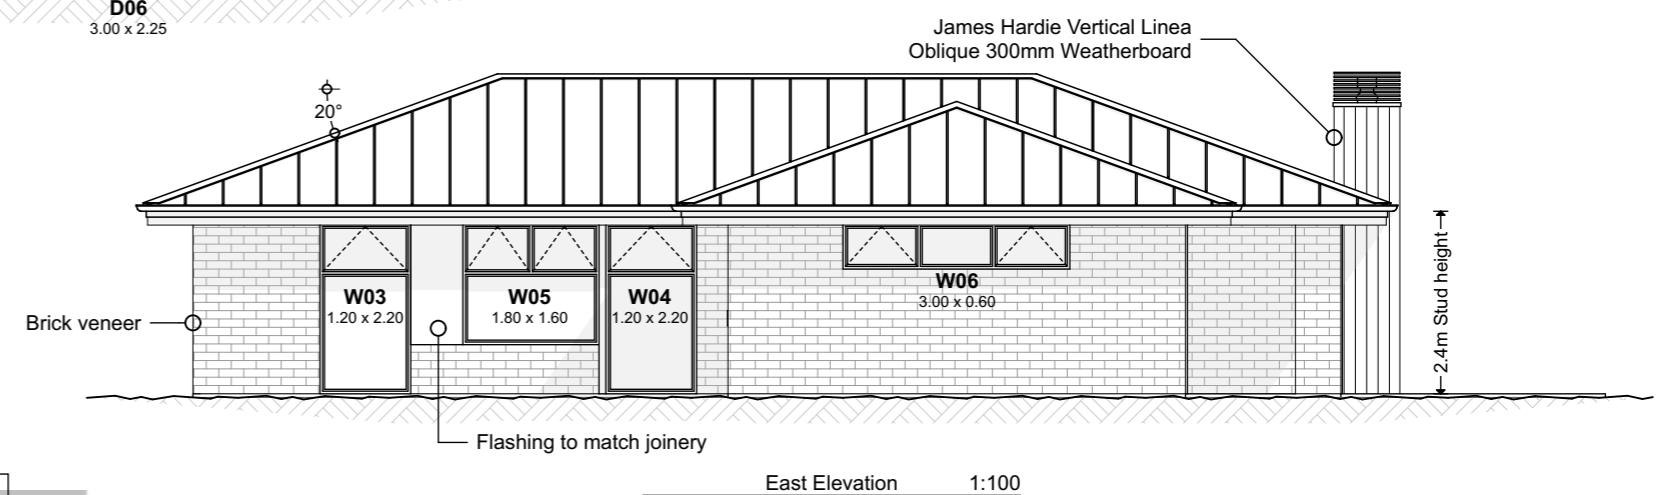 D06
3.00 x 2.25
James Hardie Vertical Linea
Oblique 300mm Weatherboard
20°
W03
1.20 x 2.20
W05
1.80 x 1.60
W04
1.20 x 2.20
W06
3.00 x 0.60
Brick veneer
2.4m Stud height
Flashing to match joinery
East Elevation 1:100